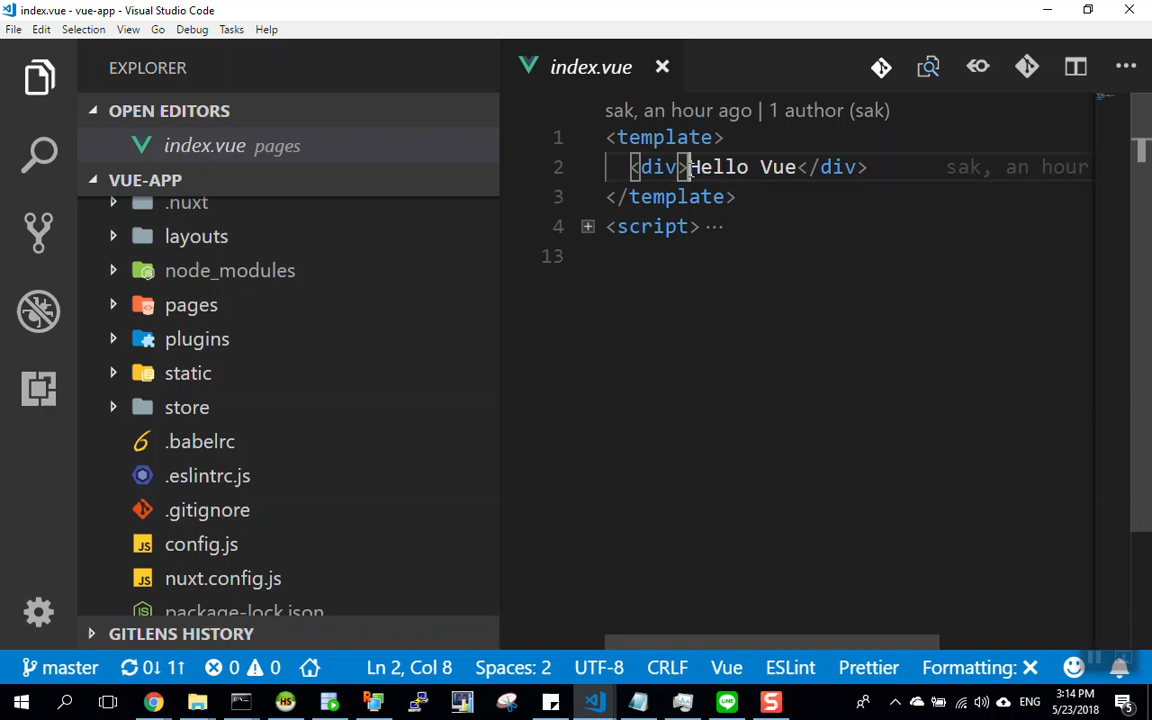 index.vue - vue-app - Visual Studio Code
File Edit Selection View Go Debug Tasks Help
EXPLORER
index.vue
OPEN EDITORS
index.vue pages
VUE-APP
.nuxt
layouts
node_modules
pages
plugins
static
store
.babelrc
.eslintrc.js
.gitignore
JS config.js
JS nuxt.config.js
package-lock.json
GITLENS HISTORY
sak, an hour ago | 1 author (sak)
1 <template>
2 <div>Hello Vue</div> sak, an hour
3 </template>
4 <script> ...
13
master 0↓ 1↑ 0 0 Ln 2, Col 8 Spaces: 2 UTF-8 CRLF Vue ESLint Prettier Formatting: ✕
ENG
3:14 PM
5/23/2018
5